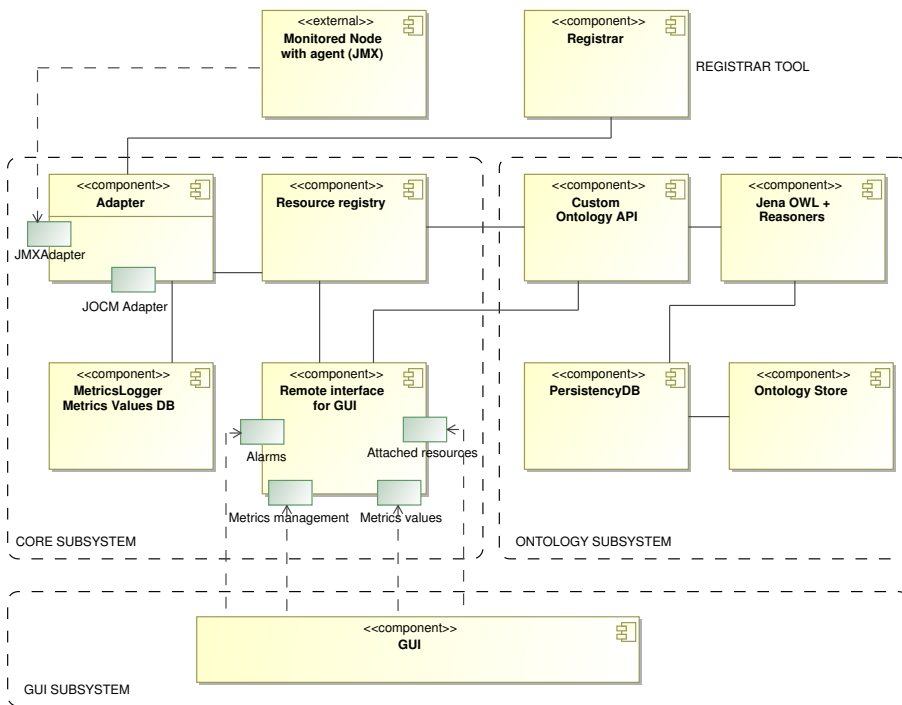 <<external>>
Monitored Node
with agent (JMX)
<<component>>
Registrar
REGISTRAR TOOL
<<component>>
Adapter
<<component>>
Resource registry
<<component>>
Custom
Ontology API
<<component>>
Jena OWL +
Reasoners
JMXAdapter
JOCM Adapter
<<component>>
MetricsLogger
Metrics Values DB
<<component>>
Remote interface
for GUI
<<component>>
PersistencyDB
<<component>>
Ontology Store
Alarms
Attached resources
Metrics management
Metrics values
CORE SUBSYSTEM
ONTOLOGY SUBSYSTEM
<<component>>
GUI
GUI SUBSYSTEM